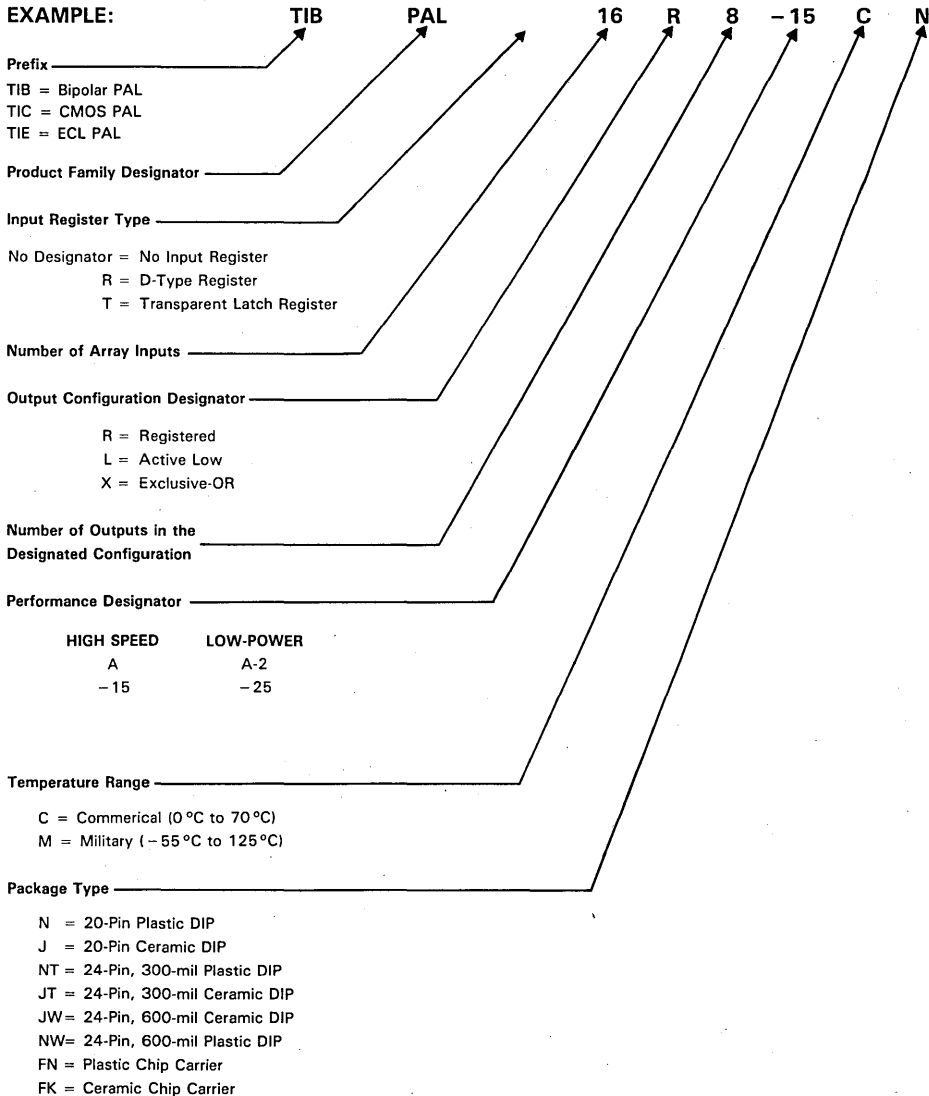 EXAMPLE: TIB PAL 16 R 8 -15 C N
Prefix
TIB = Bipolar PAL
TIC = CMOS PAL
TIE = ECL PAL
Product Family Designator
Input Register Type
No Designator = No Input Register
R = D-Type Register
T = Transparent Latch Register
Number of Array Inputs
Output Configuration Designator
R = Registered
L = Active Low
X = Exclusive-OR
Number of Outputs in the
Designated Configuration
Performance Designator
HIGH SPEED LOW-POWER
A A-2
-15 -25
Temperature Range
C = Commerical (0°C to 70°C)
M = Military (-55°C to 125°C)
Package Type
N = 20-Pin Plastic DIP
J = 20-Pin Ceramic DIP
NT = 24-Pin, 300-mil Plastic DIP
JT = 24-Pin, 300-mil Ceramic DIP
JW= 24-Pin, 600-mil Ceramic DIP
NW= 24-Pin, 600-mil Plastic DIP
FN = Plastic Chip Carrier
FK = Ceramic Chip Carrier